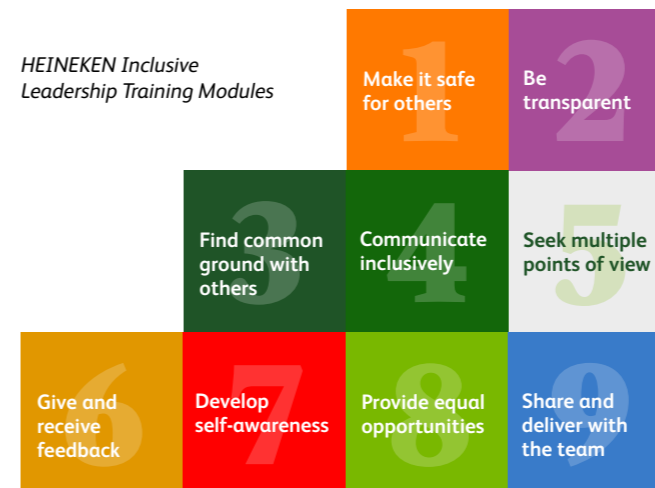 HEINEKEN Inclusive
Leadership Training Modules
1
Make it safe
for others
2
Be
transparent
3
Find common
ground with
others
4
Communicate
inclusively
5
Seek multiple
points of view
6
Give and
receive
feedback
7
Develop
self-awareness
8
Provide equal
opportunities
9
Share and
deliver with
the team